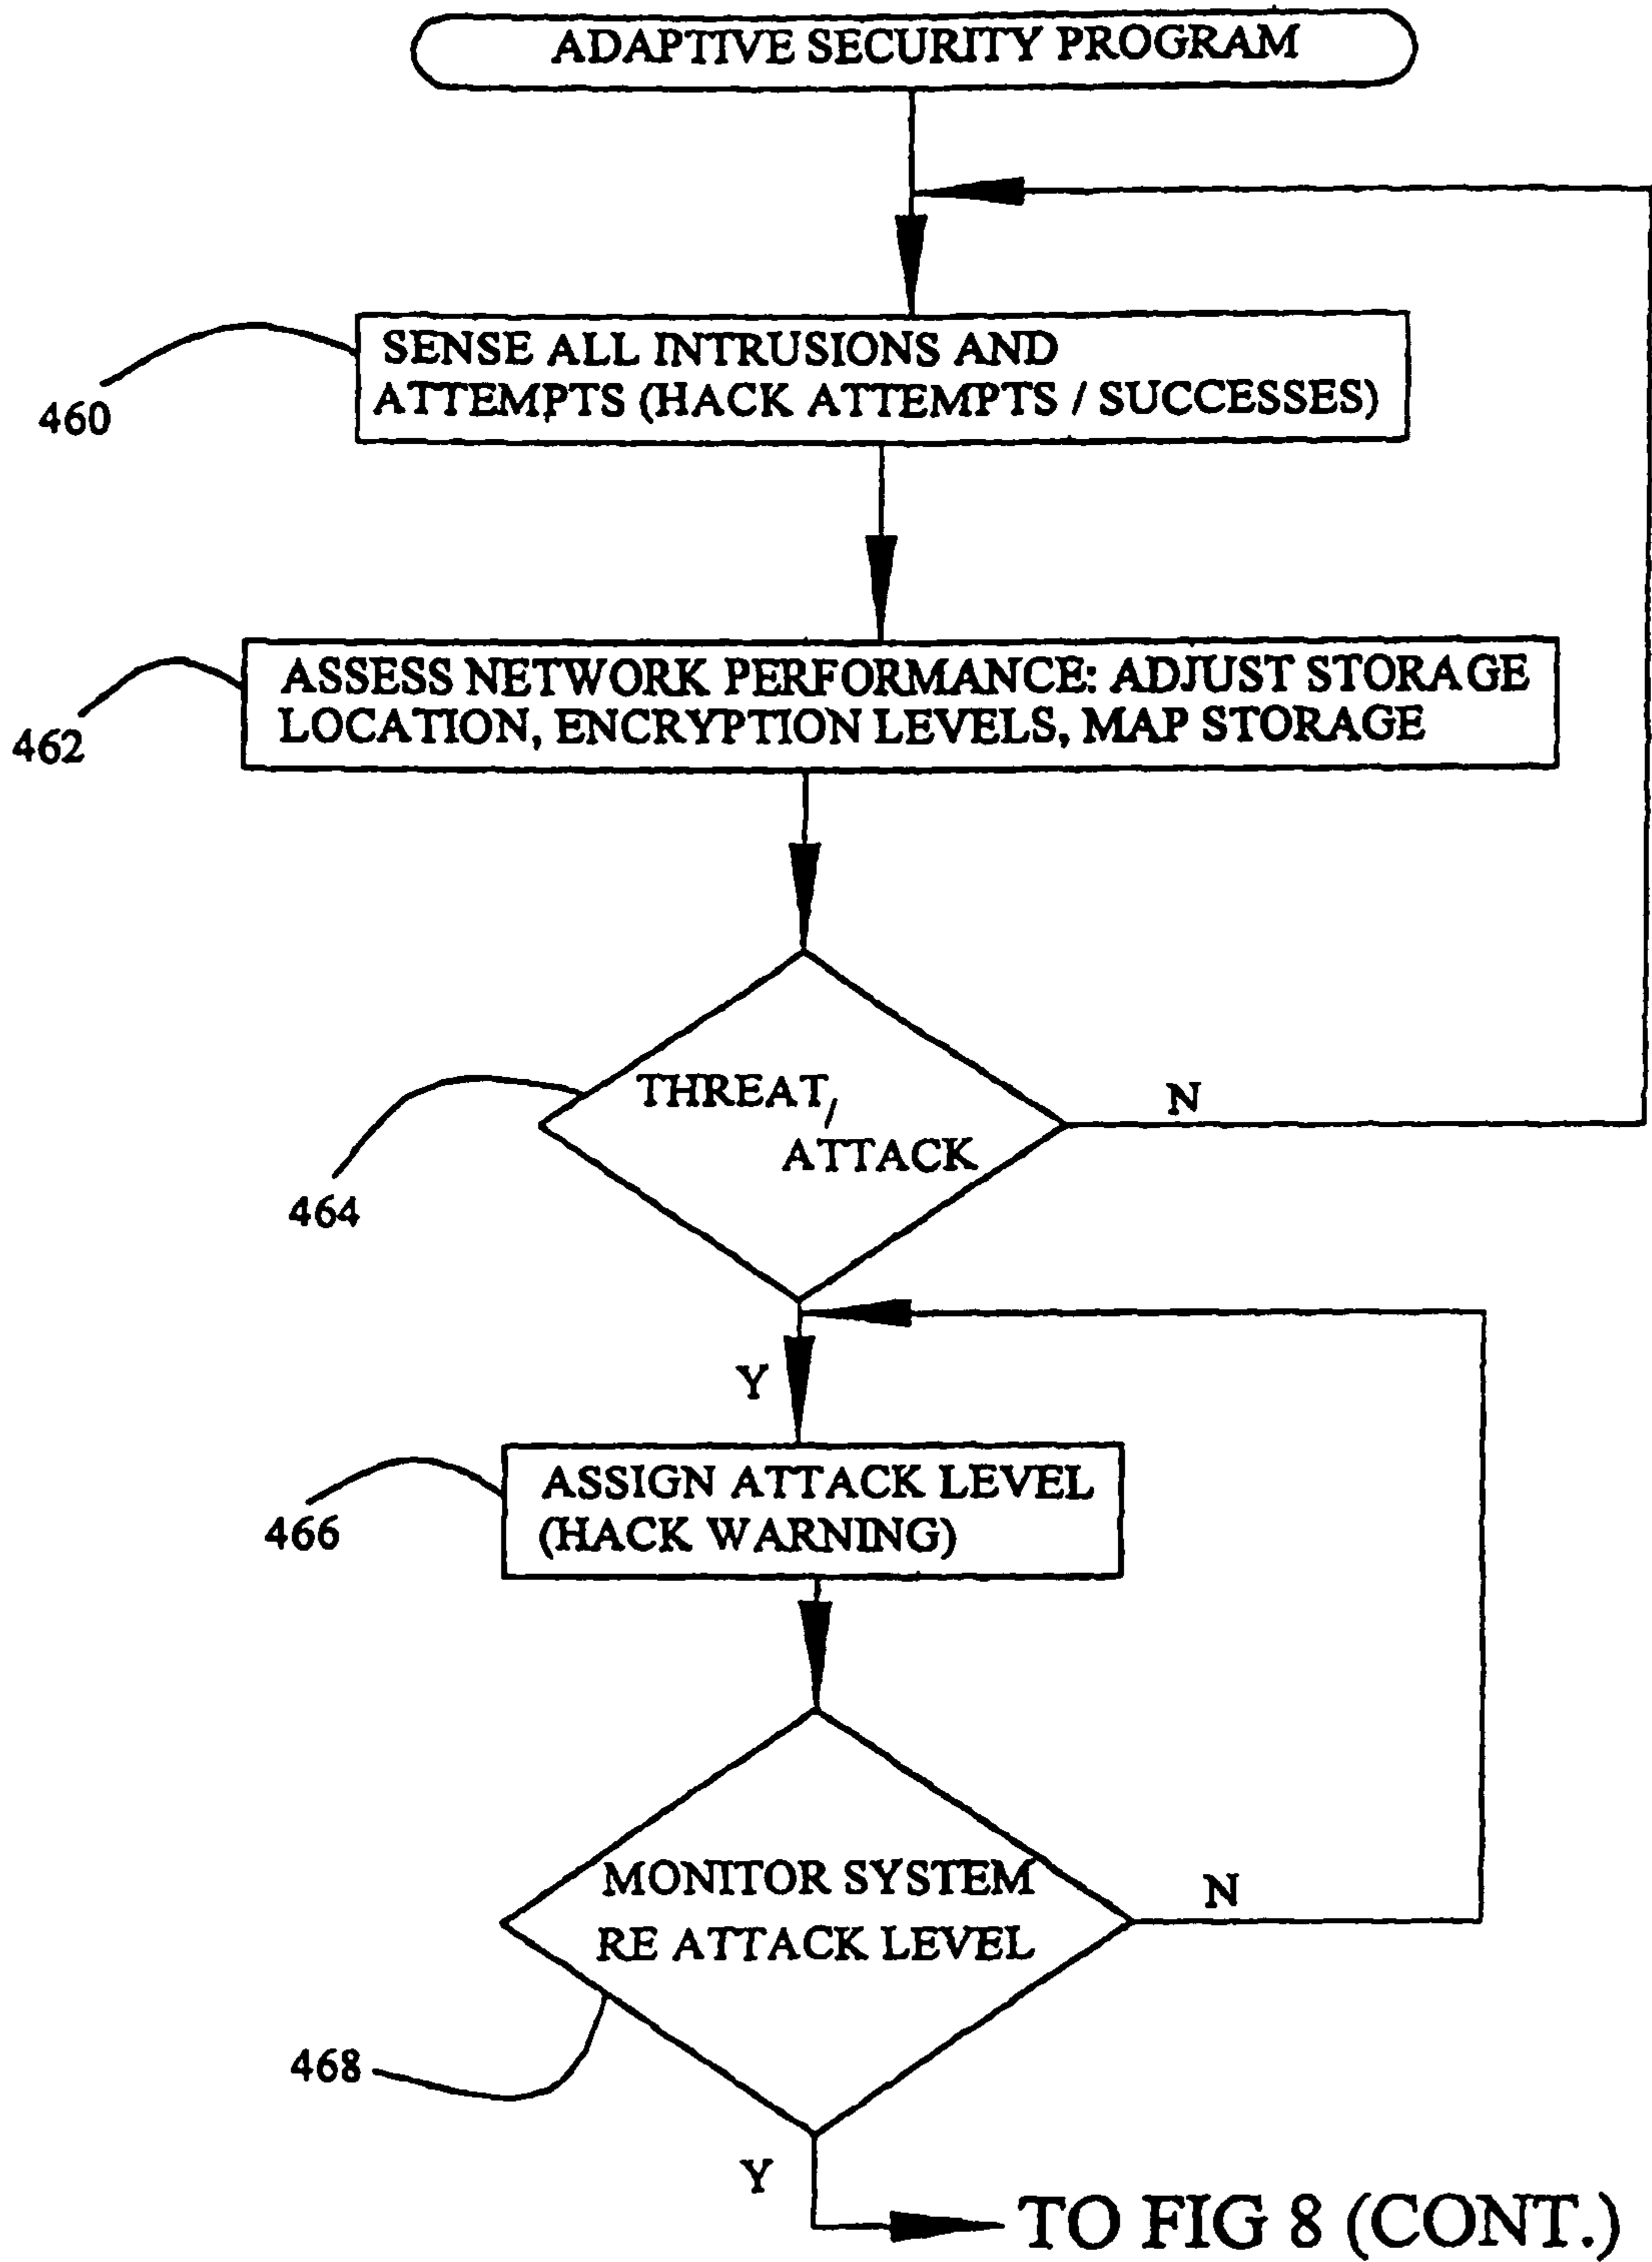 ADAPTIVE SECURITY PROGRAM
SENSE ALL INTRUSIONS AND
ATTEMPTS (HACK ATTEMPTS / SUCCESSES)
460
ASSESS NETWORK PERFORMANCE: ADJUST STORAGE
LOCATION, ENCRYPTION LEVELS, MAP STORAGE
462
THREAT/
ATTACK
N
464
Y
ASSIGN ATTACK LEVEL
(HACK WARNING)
466
MONITOR SYSTEM
RE ATTACK LEVEL
N
468
Y
TO FIG 8 (CONT.)